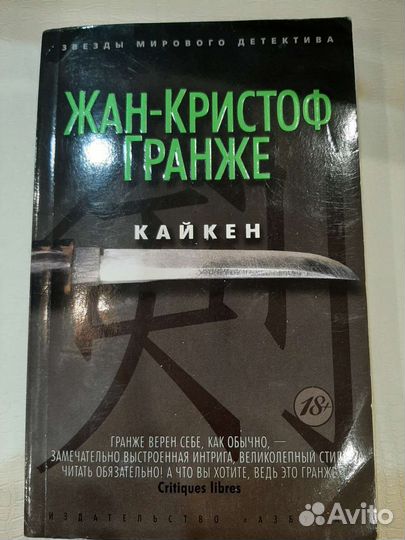 ЗВЕЗДЫ МИРОВОГО ДЕТЕКТИВА
ЖАН-КРИСТОФ
ГРАНЖЕ
КАЙКЕН
18+
ГРАНЖЕ ВЕРЕН СЕБЕ, КАК ОБЫЧНО, —
ЗАМЕЧАТЕЛЬНО ВЫСТРОЕННАЯ ИНТРИГА, ВЕЛИКОЛЕПНЫЙ
ЧИТАТЬ ОБЯЗАТЕЛЬНО! А ЧТО ВЫ ХОТИТЕ, ВЕДЬ ЭТО ГРАНЖЕ
Critiques libres
ИЗДАТЕЛЬСТВО
Avito